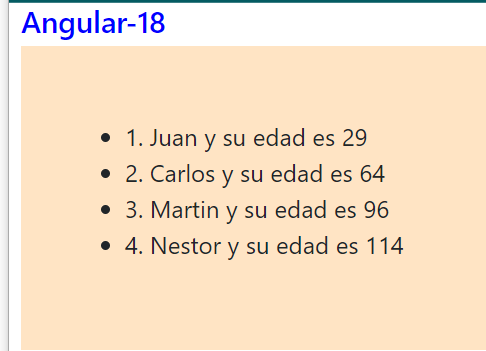 Angular-18
1. Juan y su edad es 29
2. Carlos y su edad es 64
3. Martin y su edad es 96
4. Nestor y su edad es 114